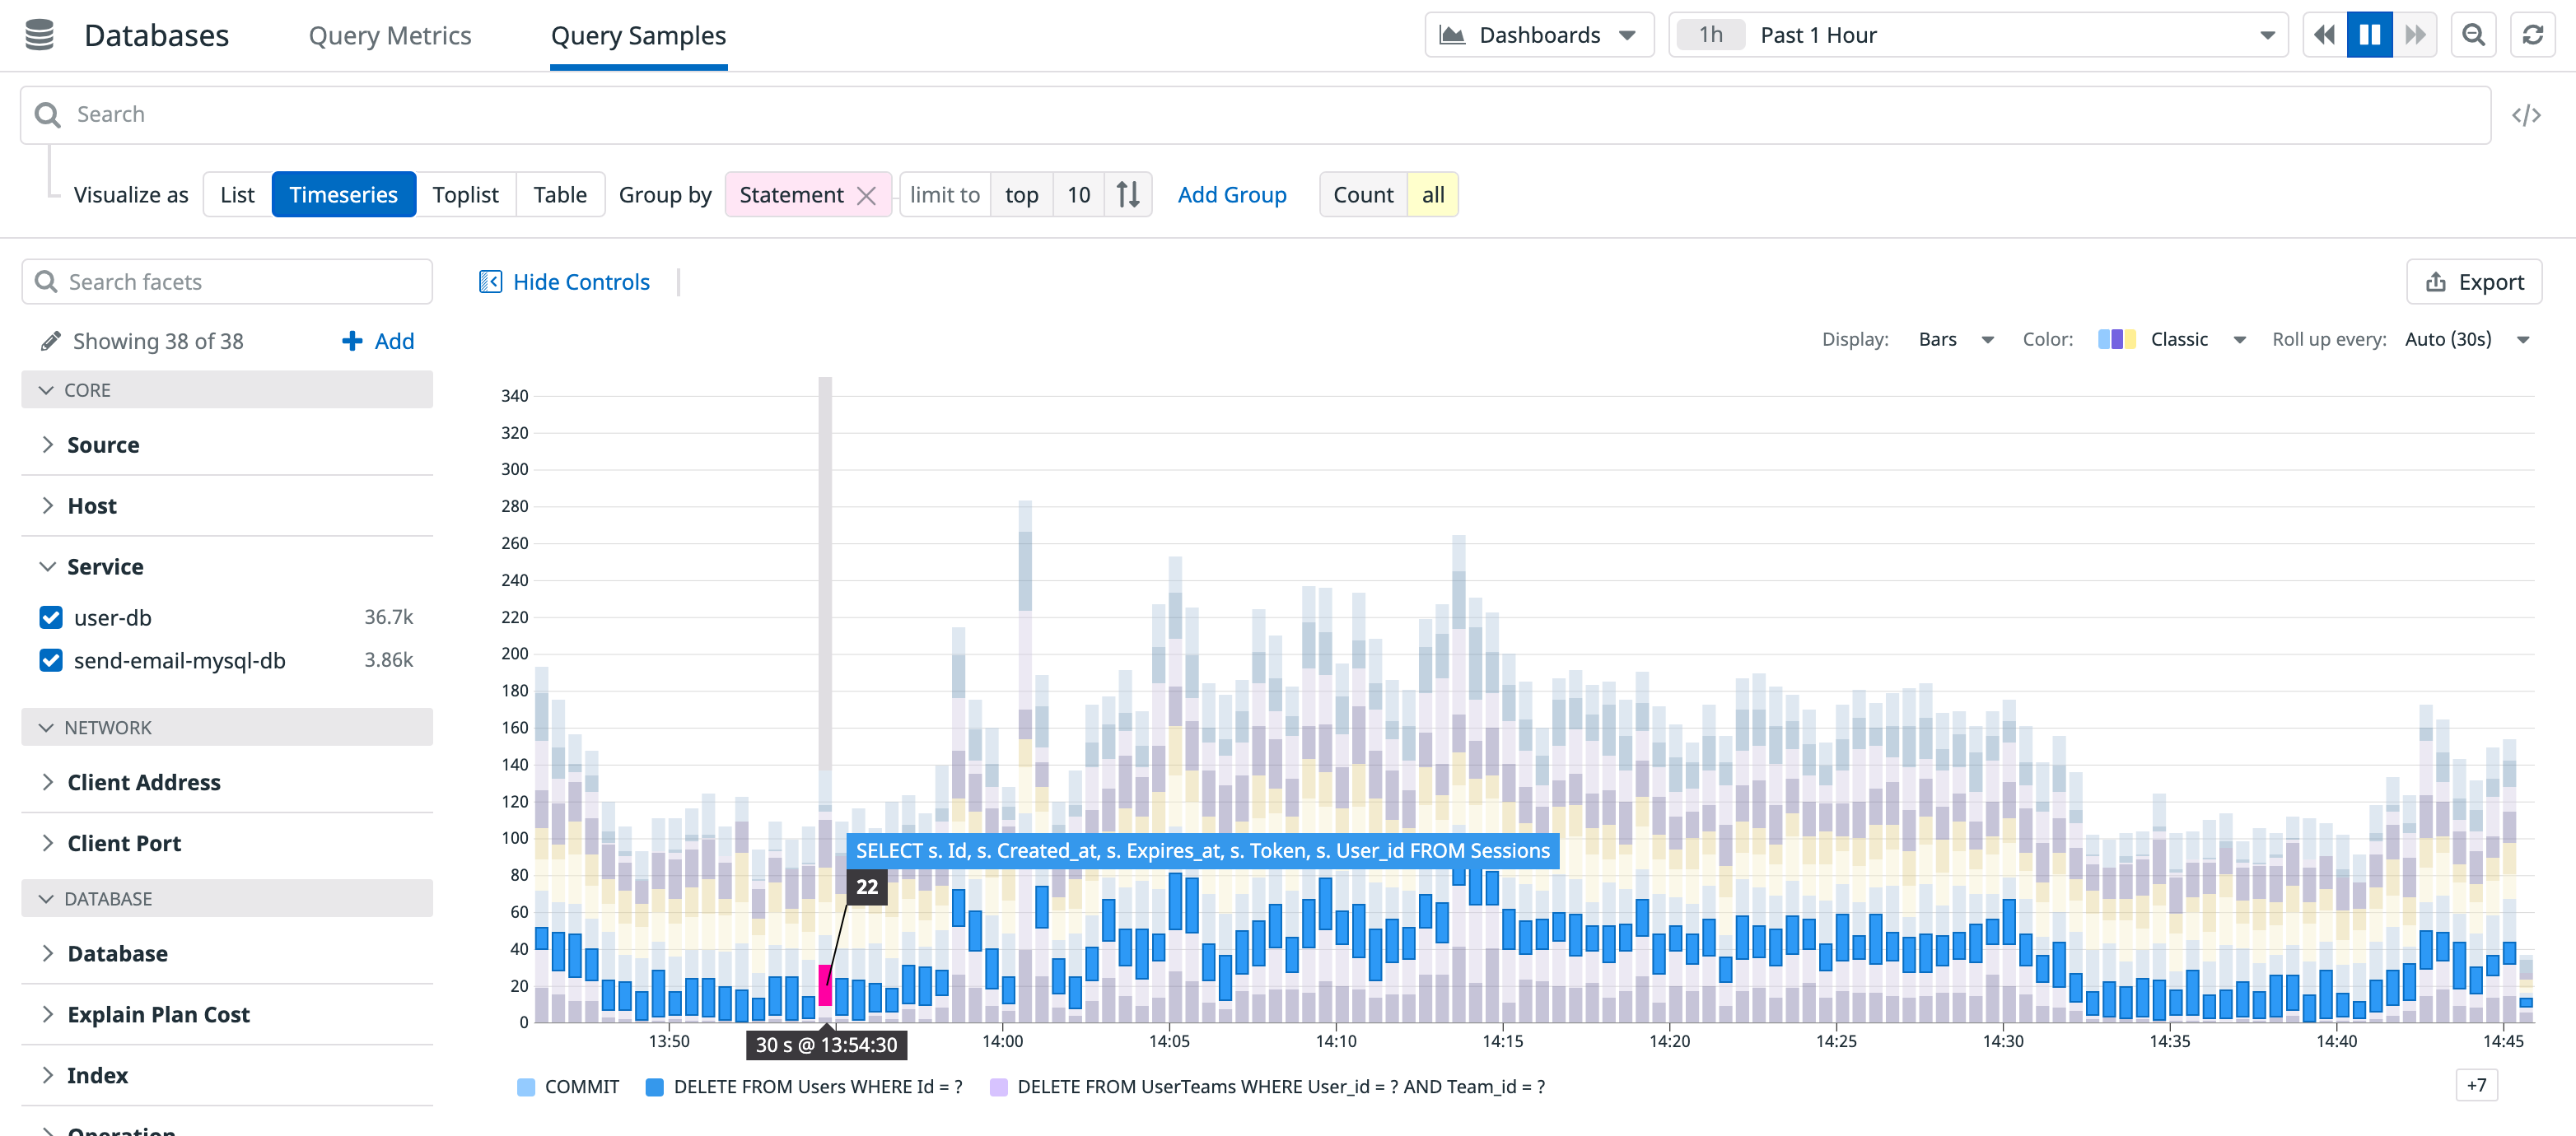 Databases Query Metrics Query Samples Dashboards 1h Past 1 Hour
Search </>
Visualize as List Timeseries Toplist Table Group by Statement limit to top 10 Add Group Count all
Search facets
Showing 38 of 38 Add
CORE
Source
Host
Service
user-db 36.7k
send-email-mysql-db 3.86k
NETWORK
Client Address
Client Port
DATABASE
Database
Explain Plan Cost
Index
Operation
Hide Controls Export
Display: Bars Color: Classic Roll up every: Auto (30s)
340
320
300
280
260
240
220
200
180
160
140
120
100
80
60
40
20
0
SELECT s. Id, s. Created_at, s. Expires_at, s. Token, s. User_id FROM Sessions
22
13:50 30 s @ 13:54:30 14:00 14:05 14:10 14:15 14:20 14:25 14:30 14:35 14:40 14:45
COMMIT DELETE FROM Users WHERE Id = ? DELETE FROM UserTeams WHERE User_id = ? AND Team_id = ? +7